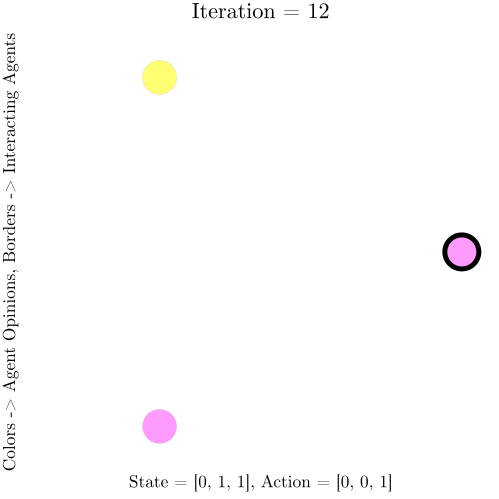 Iteration = 12
Colors -> Agent Opinions, Borders -> Interacting Agents
State = [0, 1, 1], Action = [0, 0, 1]